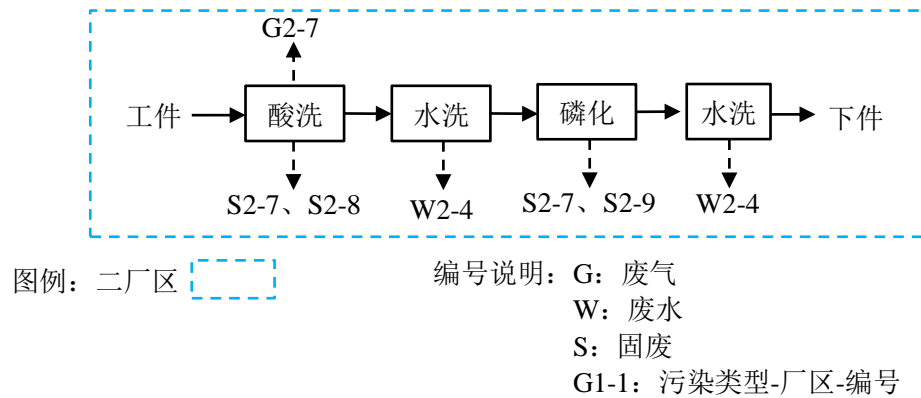 G2-7
工件 酸洗 水洗 磷化 水洗 下件
S2-7、S2-8 W2-4 S2-7、S2-9 W2-4
图例：二厂区
编号说明：G：废气
W：废水
S：固废
G1-1：污染类型-厂区-编号